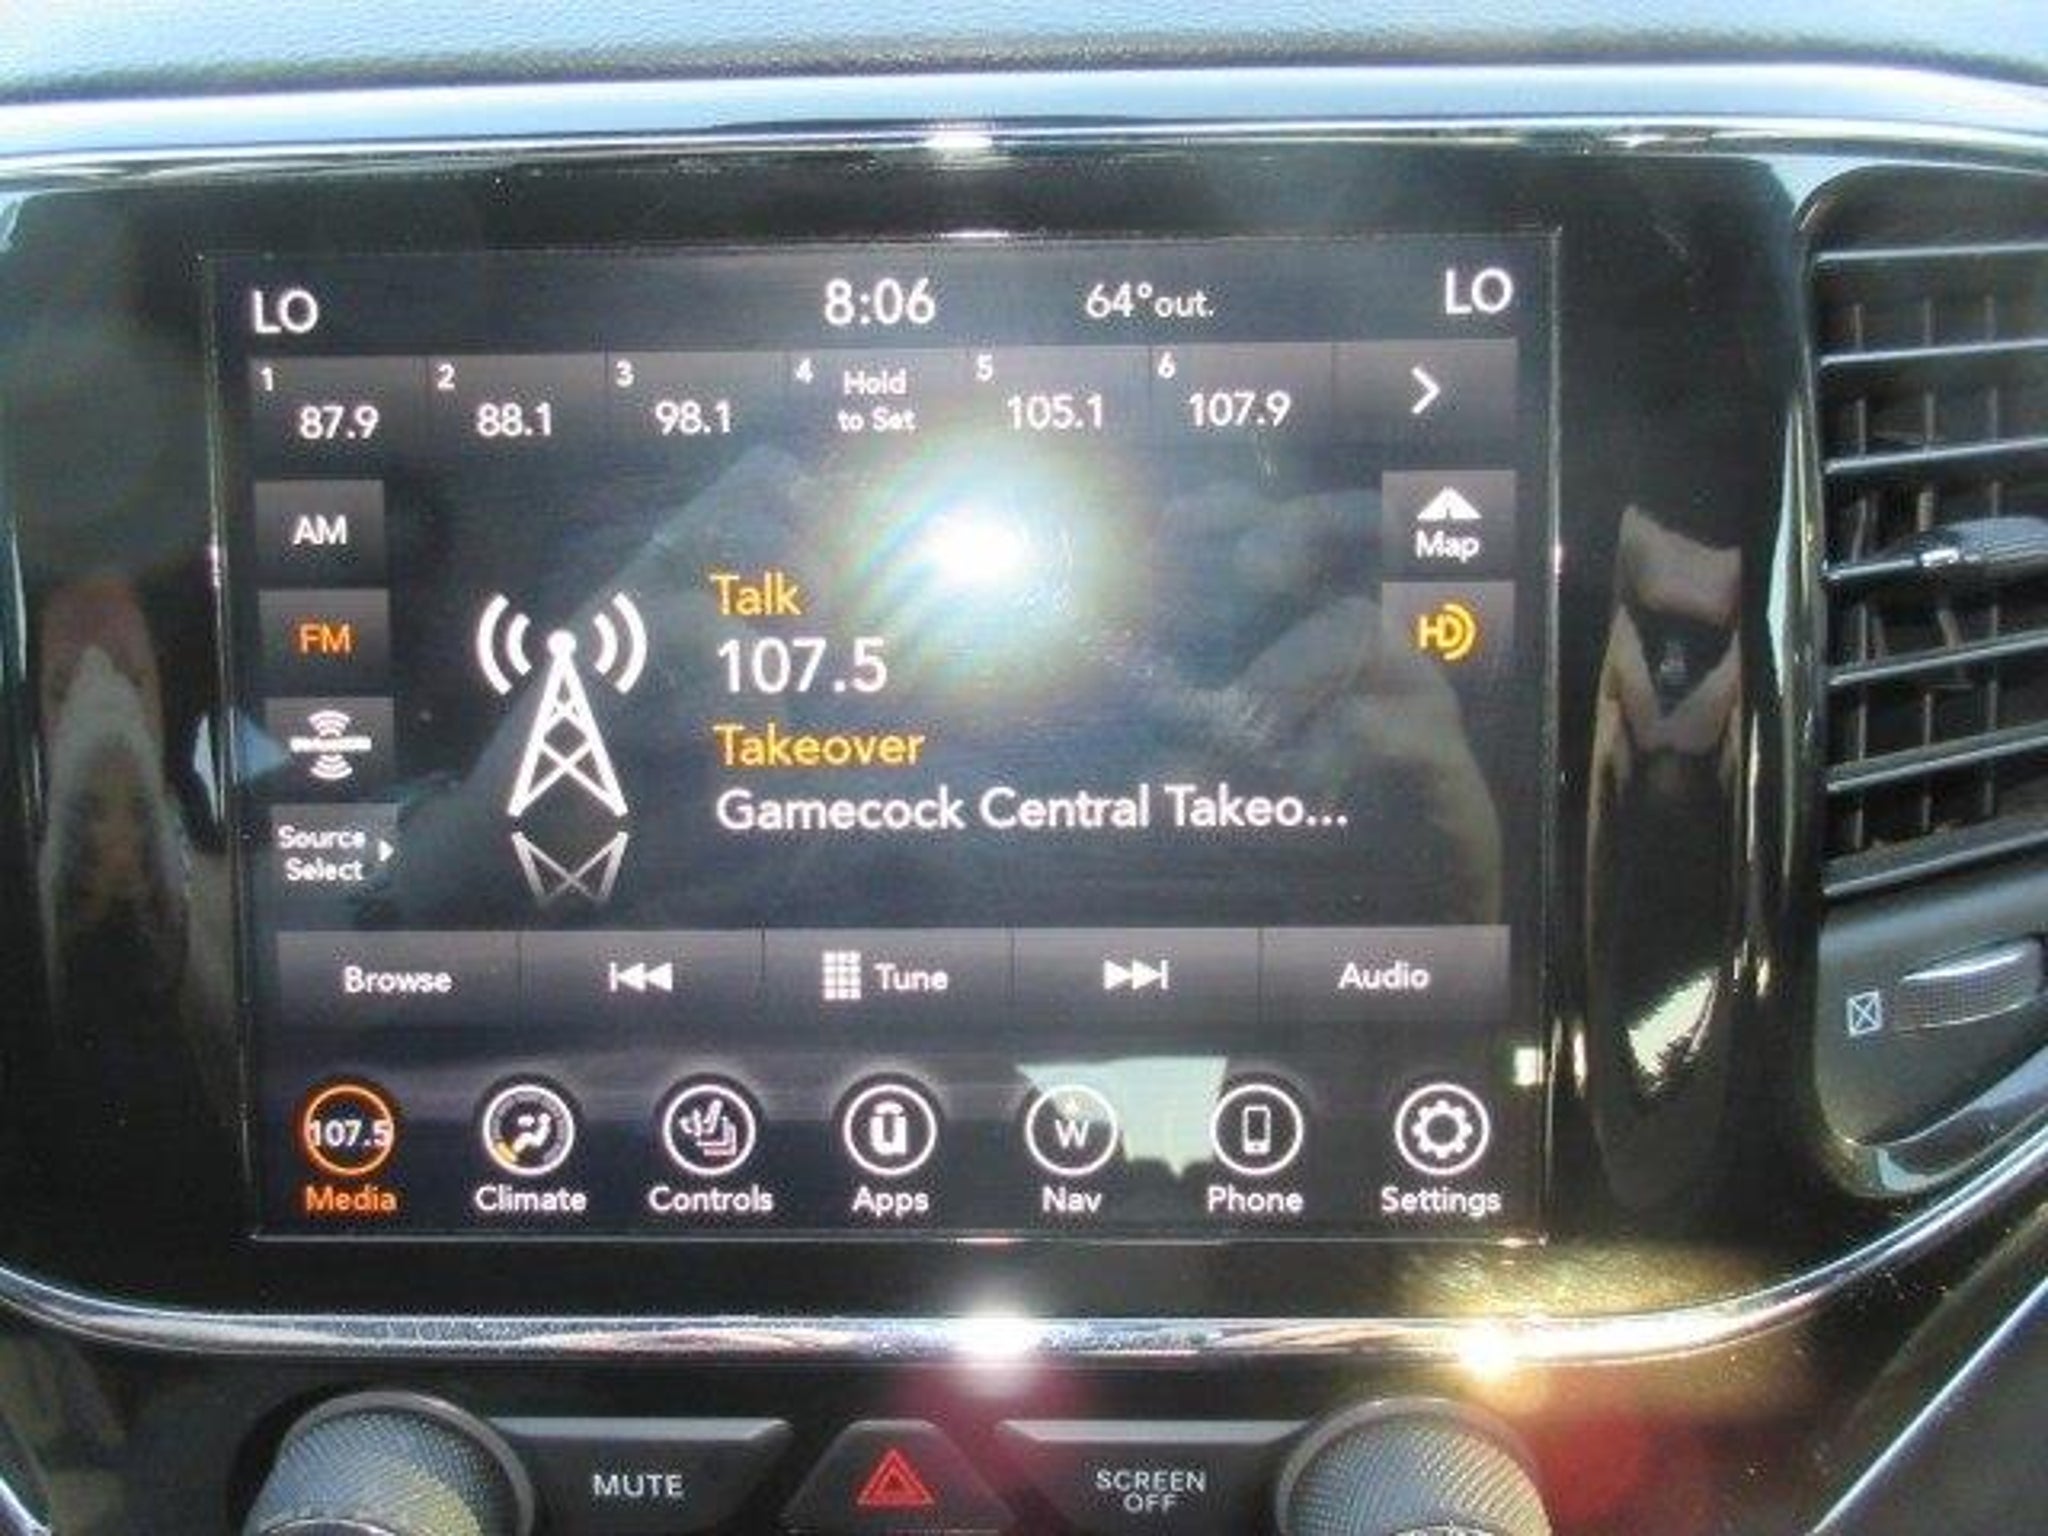 LO 8:06 64°out. LO
1 2 3 4 Hold 5 6
87.9 88.1 98.1 to Set 105.1 107.9
AM
Map
FM
HD
Talk
107.5
Takeover
Gamecock Central Takeo...
Source
Select
Browse Tune Audio
107.5 W
Media Climate Controls Apps Nav Phone Settings
MUTE SCREEN
OFF